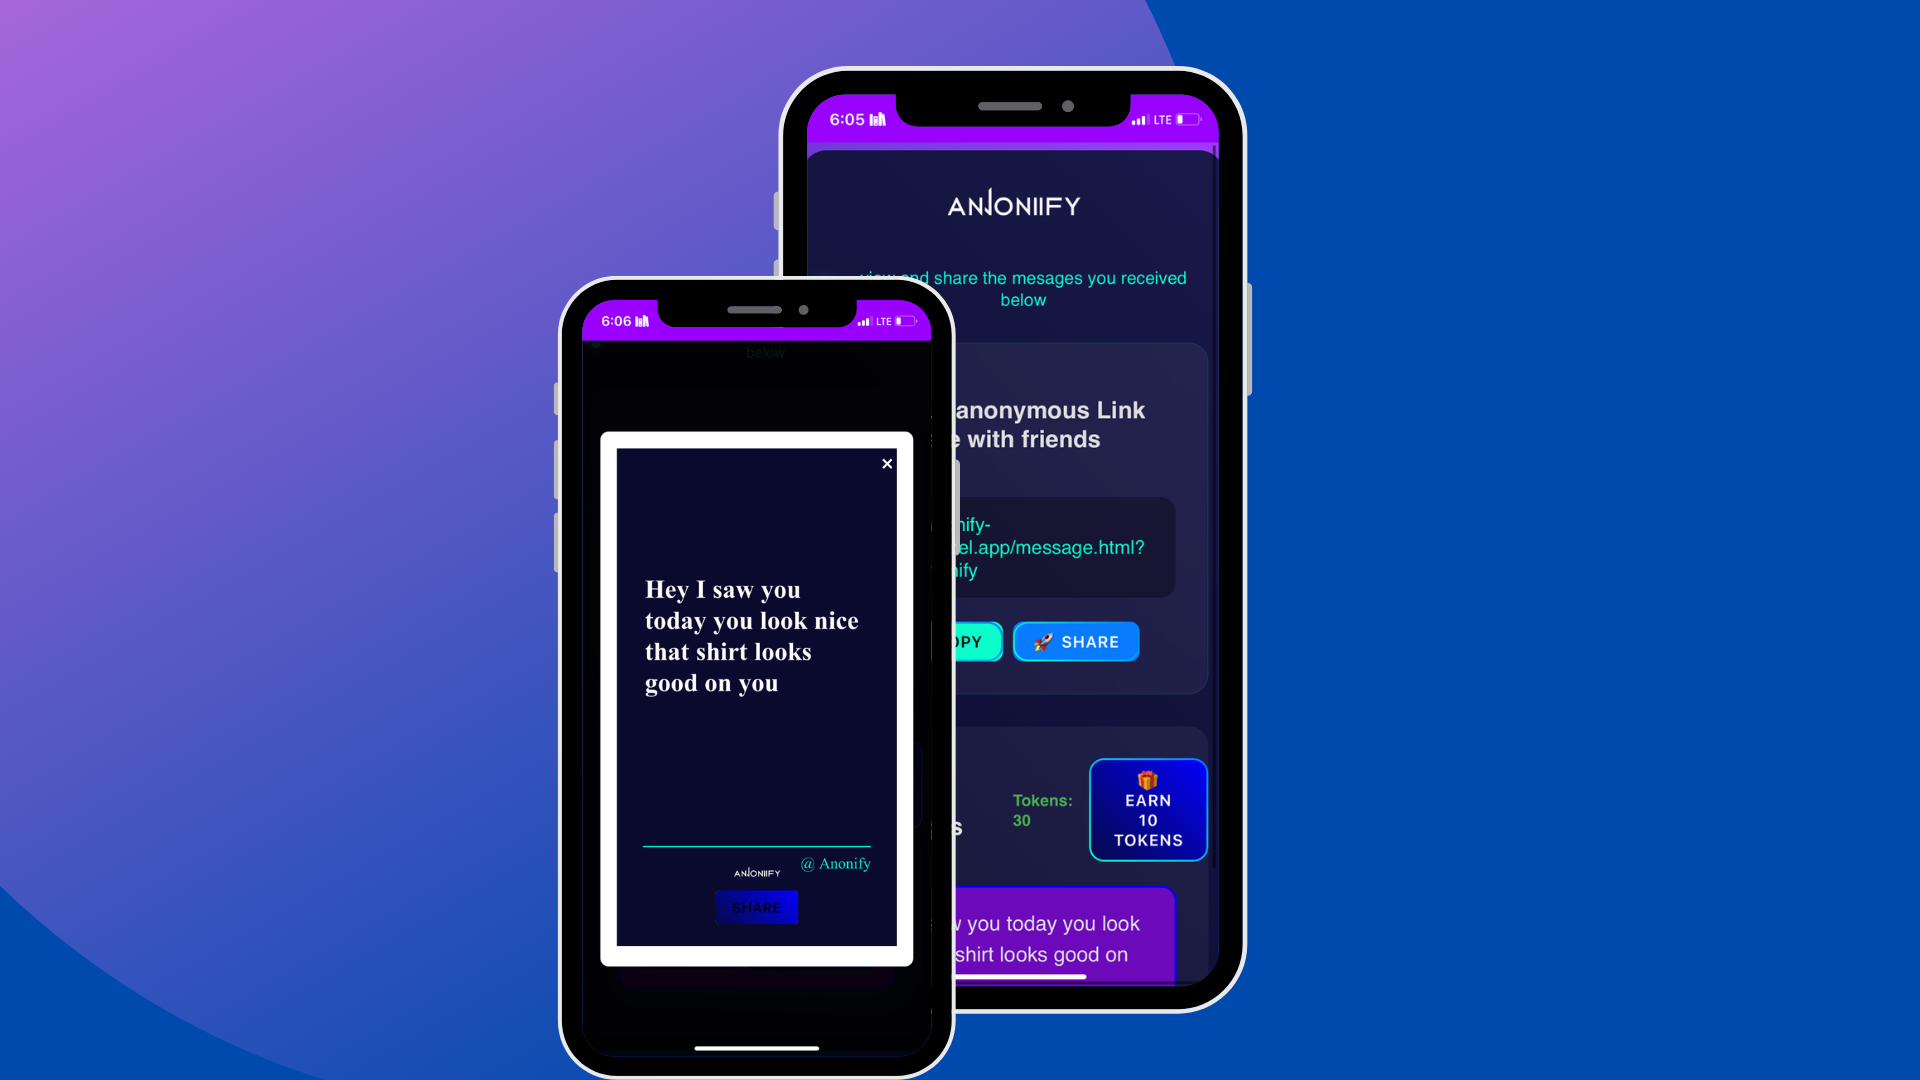 6:05
LTE
ANONIIFY
view and share the mesages you received
below
anonymous Link
with friends
nify-
el.app/message.html?
nify
OPY
🚀 SHARE
Tokens:
30
🎁
EARN
10
TOKENS
s
w you today you look
shirt looks good on
6:06
LTE
below
×
Hey I saw you
today you look nice
that shirt looks
good on you
@ Anonify
ANONIIFY
SHARE